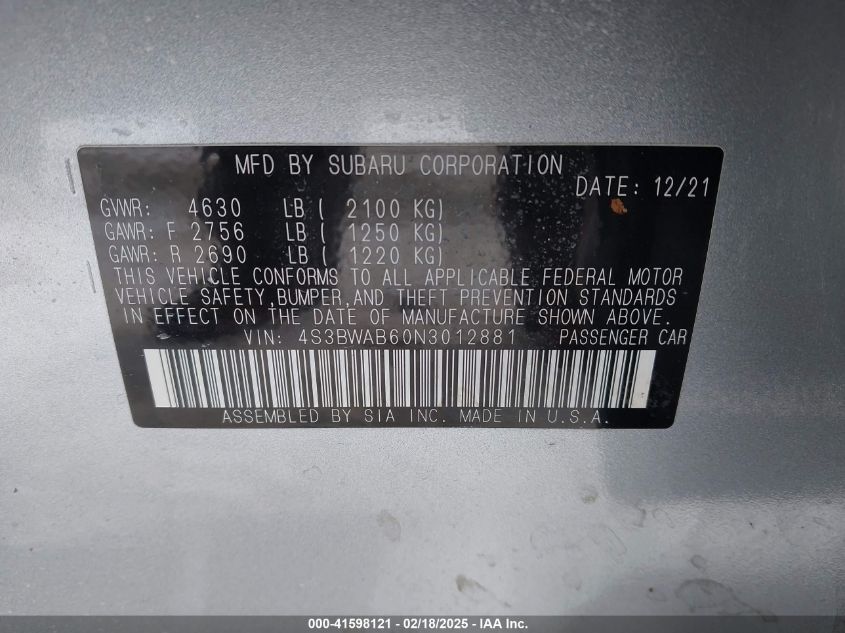 MFD BY SUBARU CORPORATION
DATE: 12/21
GVWR: 4630 LB ( 2100 KG)
GAWR: F 2756 LB ( 1250 KG)
GAWR: R 2690 LB ( 1220 KG)
THIS VEHICLE CONFORMS TO ALL APPLICABLE FEDERAL MOTOR
VEHICLE SAFETY,BUMPER,AND THEFT PREVENTION STANDARDS
IN EFFECT ON THE DATE OF MANUFACTURE SHOWN ABOVE.
VIN: 4S3BWAB60N3012881 PASSENGER CAR
ASSEMBLED BY SIA INC. MADE IN U.S.A.
000-41598121 - 02/18/2025 - IAA Inc.